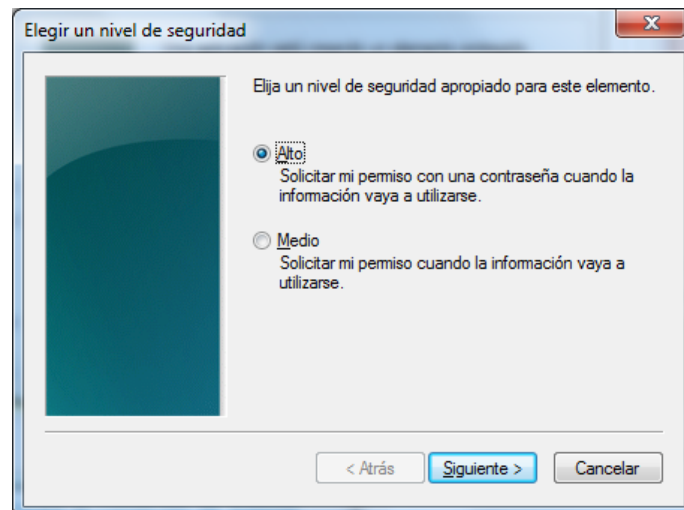 Elegir un nivel de seguridad
Elija un nivel de seguridad apropiado para este elemento.
Alto
Solicitar mi permiso con una contraseña cuando la
información vaya a utilizarse.
Medio
Solicitar mi permiso cuando la información vaya a
utilizarse.
< Atrás
Siguiente >
Cancelar